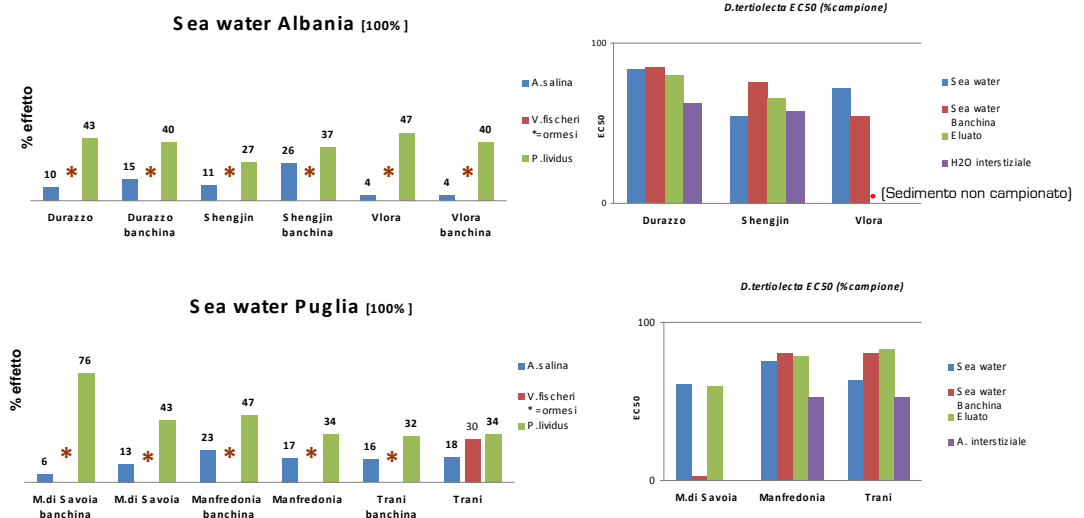 Sea water Albania [100%]
% effetto
10 * 43
15 * 40
11 * 27
26 * 37
4 * 47
4 * 40
Durazzo
Durazzo
banchina
Shengjin
Shengjin
banchina
Vlora
Vlora
banchina
A.salina
V.fischeri
*=ormesi
P.lividus
D.tertiolecta EC50 (%campione)
EC50
100
0
Durazzo
Shengjin
Vlora
Sea water
Sea water
Banchina
Eluato
H2O interstiziale
• (Sedimento non campionato)
Sea water Puglia [100%]
% effetto
6 * 76
13 * 43
23 * 47
17 * 34
16 * 32
18 30 34
M.di Savoia
banchina
M.di Savoia
Manfredonia
banchina
Manfredonia
Trani
banchina
Trani
A.salina
V.fischeri
*=ormesi
P.lividus
D.tertiolecta EC50 (%campione)
EC50
100
0
M.di Savoia
Manfredonia
Trani
Sea water
Sea water
Banchina
Eluato
A. interstiziale